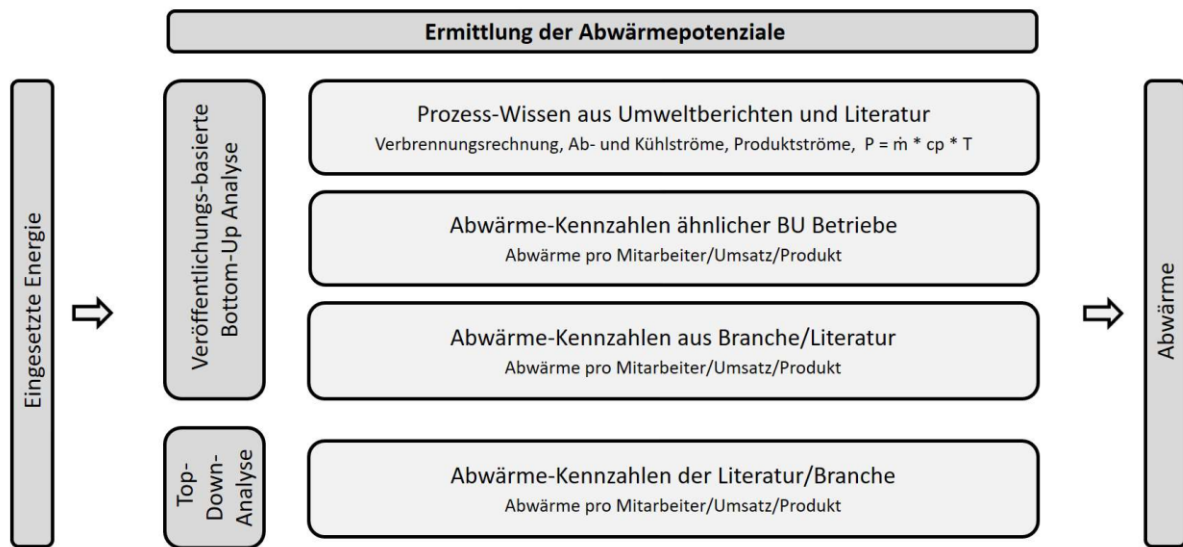 Ermittlung der Abwärmepotenziale
Eingesetzte Energie
Veröffentlichungs-basierte
Bottom-Up Analyse
Prozess-Wissen aus Umweltberichten und Literatur
Verbrennungsrechnung, Ab- und Kühlströme, Produktströme, P = ṁ * cp * T
Abwärme-Kennzahlen ähnlicher BU Betriebe
Abwärme pro Mitarbeiter/Umsatz/Produkt
Abwärme-Kennzahlen aus Branche/Literatur
Abwärme pro Mitarbeiter/Umsatz/Produkt
Top-
Down-
Analyse
Abwärme-Kennzahlen der Literatur/Branche
Abwärme pro Mitarbeiter/Umsatz/Produkt
Abwärme